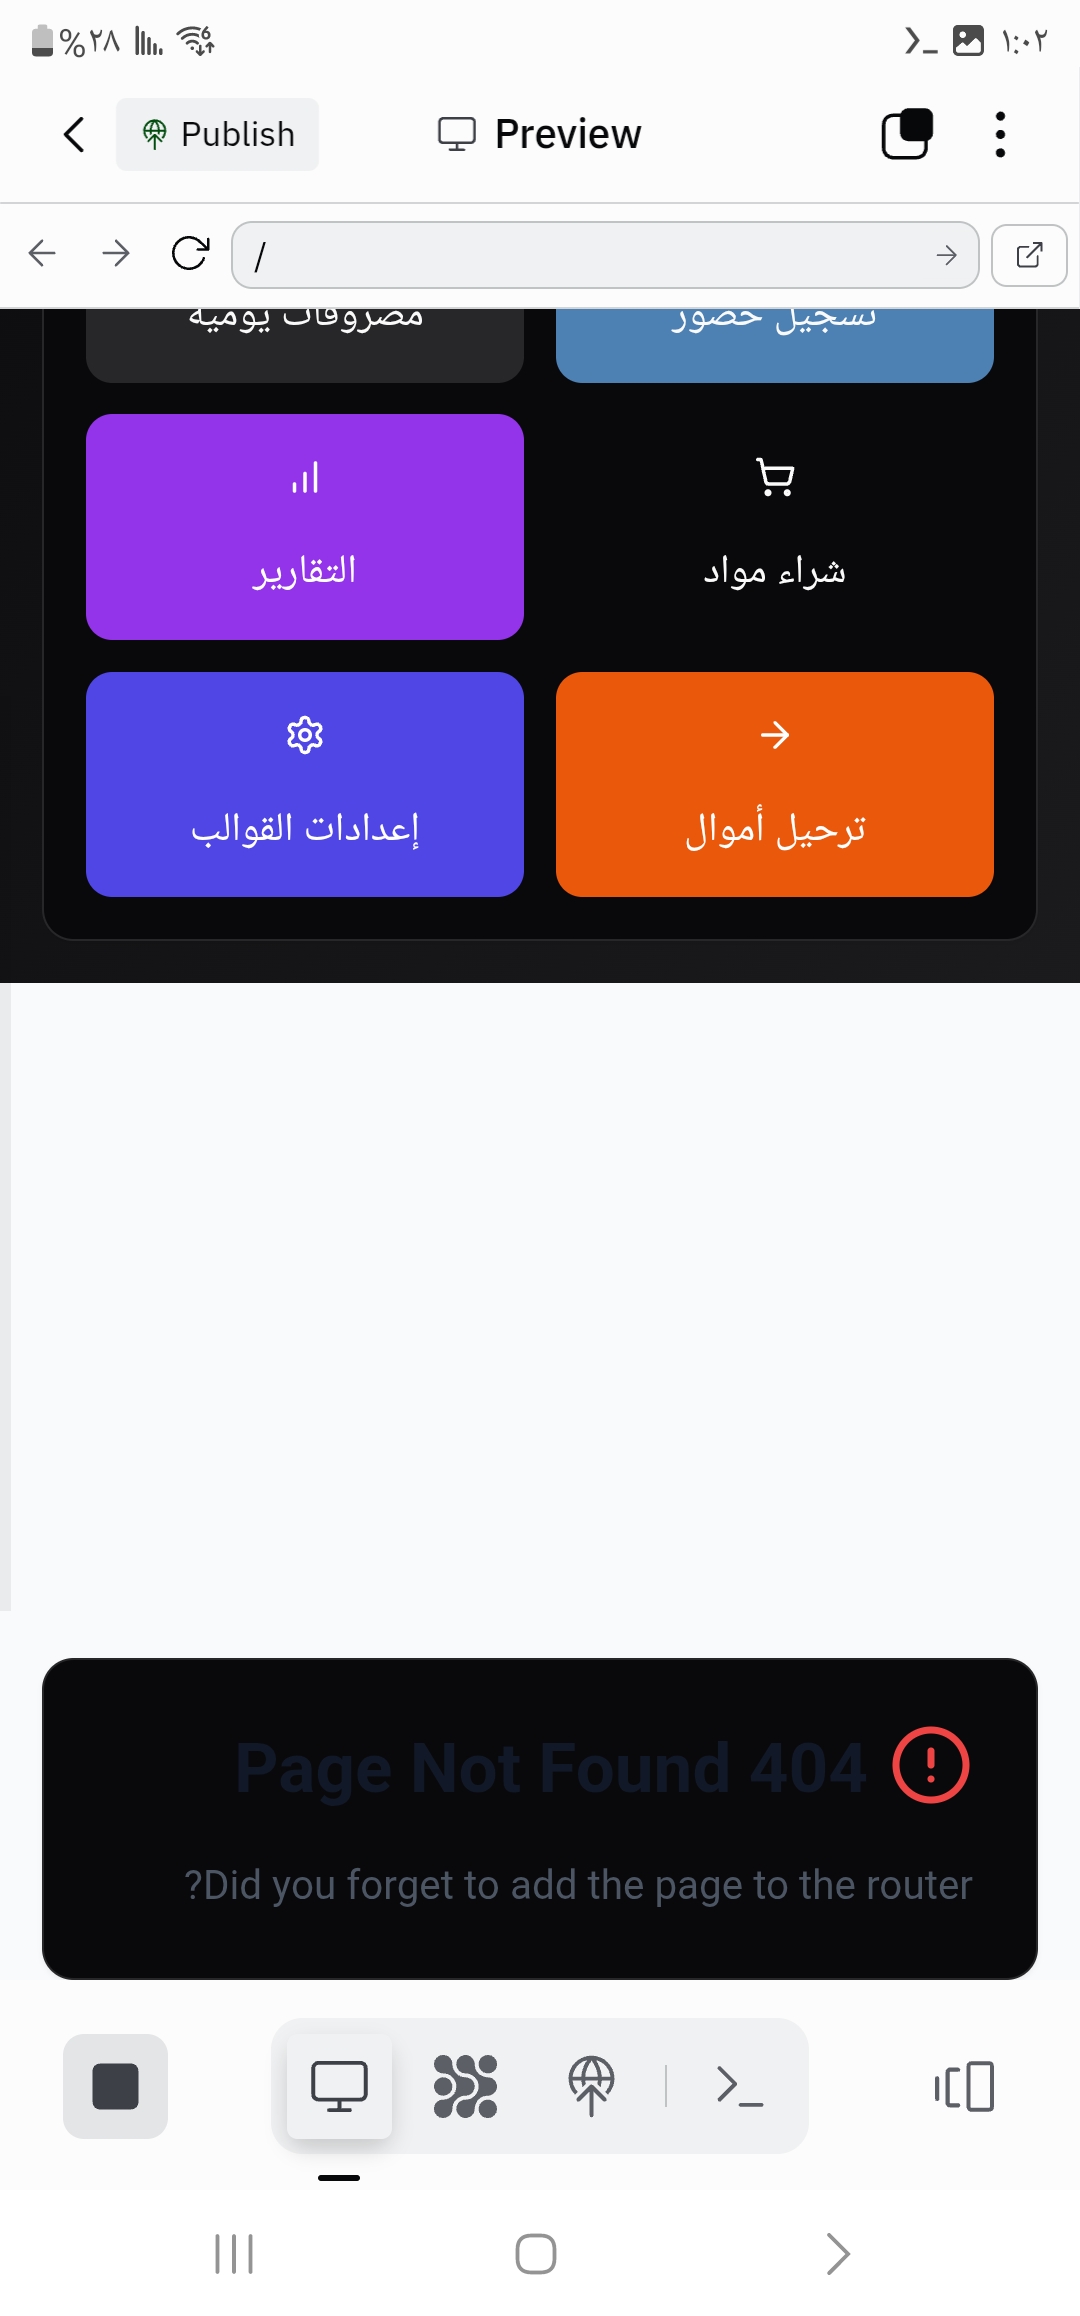 %٢٨
6
١:٠٢
Publish
Preview
/
تسجيل حضور
مصروفات يومية
شراء مواد
التقارير
ترحيل أموال
إعدادات القوالب
Page Not Found 404
?Did you forget to add the page to the router